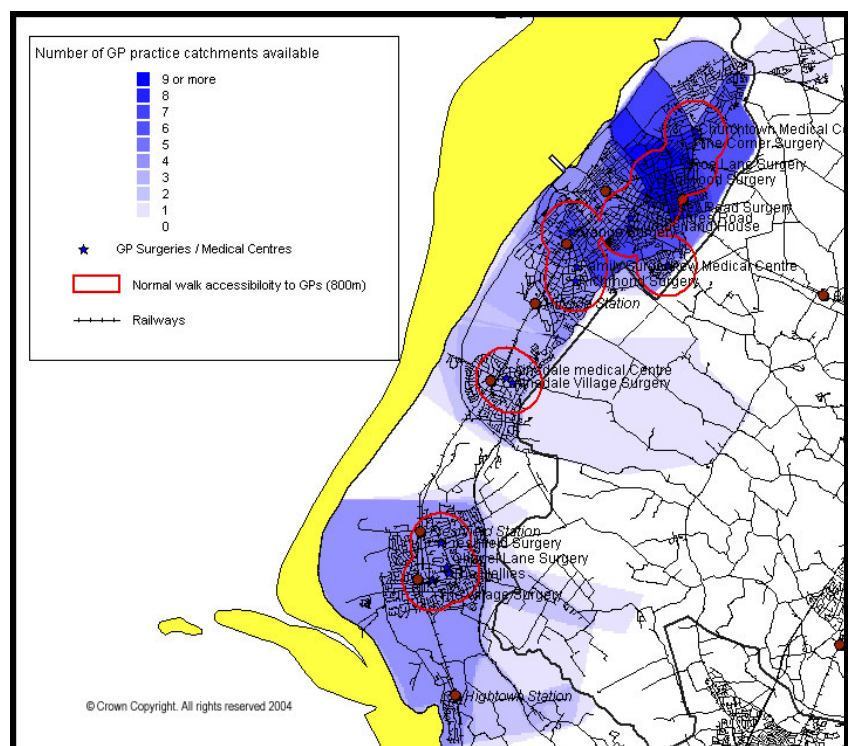 Number of GP practice catchments available
9 or more
8
7
6
5
4
3
2
1
0
GP Surgeries / Medical Centres
Normal walk accessibiloity to GPs (800m)
Railways
Churchtown Medical C
Corner Surgery
Lane Surgery
Surgery
Road Surgery
Road
House
Medical Centre
Surgery
Station
medical Centre
Village Surgery
Station
Surgery
Lane Surgery
Village Surgery
Hightown Station
© Crown Copyright. All rights reserved 2004